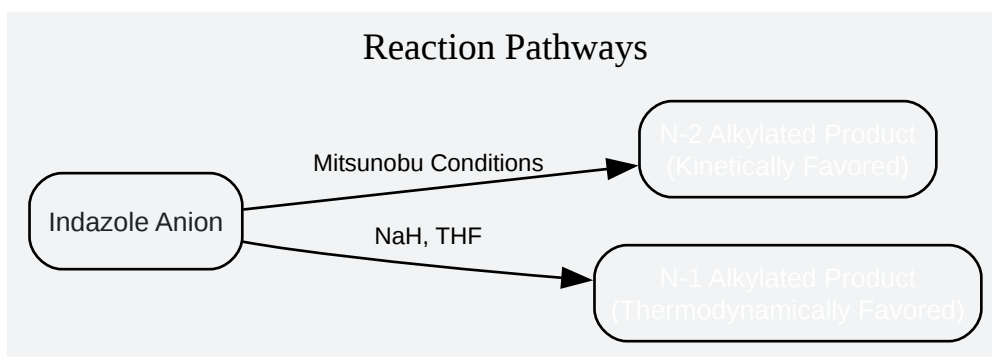 Reaction Pathways
Mitsunobu Conditions
N-2 Alkylated Product
(Kinetically Favored)
Indazole Anion
NaH, THF
N-1 Alkylated Product
(Thermodynamically Favored)